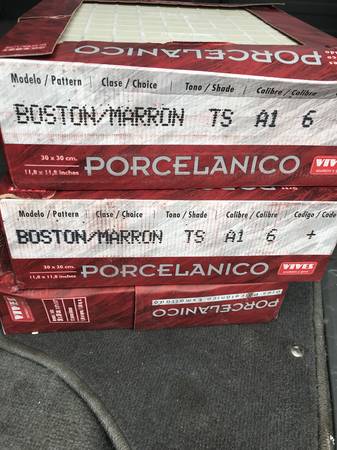 PORCELANICO
Modelo / Pattern Clase / Choice Tono / Shade Calibre / Calibre
BOSTON/MARRON TS A1 6
30 x 30 cm.
11,8 x 11,8 inches
PORCELANICO
VIVES
Modelo / Pattern Clase / Choice Tono / Shade Calibre / Calibre Codigo / Code
BOSTON/MARRON TS A1 6 +
30 x 30 cm.
11,8 x 11,8 inches
PORCELANICO
VIVES
VIVES
PORCELANICO